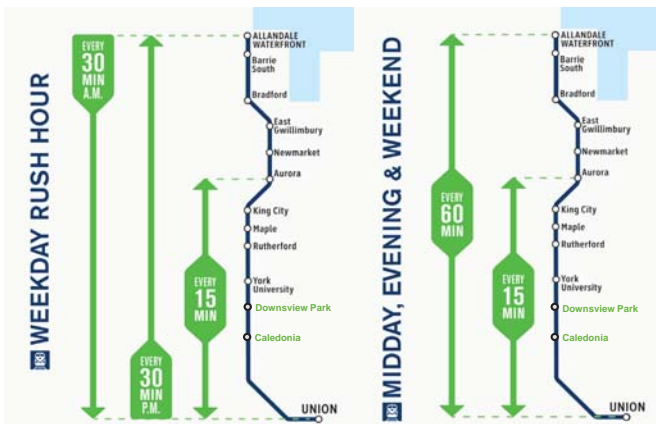 WEEKDAY RUSH HOUR
EVERY
30
MIN
A.M.
EVERY
30
MIN
P.M.
EVERY
15
MIN
ALLANDALE
WATERFRONT
Barrie
South
Bradford
East
Gwillimbury
Newmarket
Aurora
King City
Maple
Rutherford
York
University
Downsview Park
Caledonia
UNION
MIDDAY, EVENING & WEEKEND
EVERY
60
MIN
EVERY
15
MIN
ALLANDALE
WATERFRONT
Barrie
South
Bradford
East
Gwillimbury
Newmarket
Aurora
King City
Maple
Rutherford
York
University
Downsview Park
Caledonia
UNION